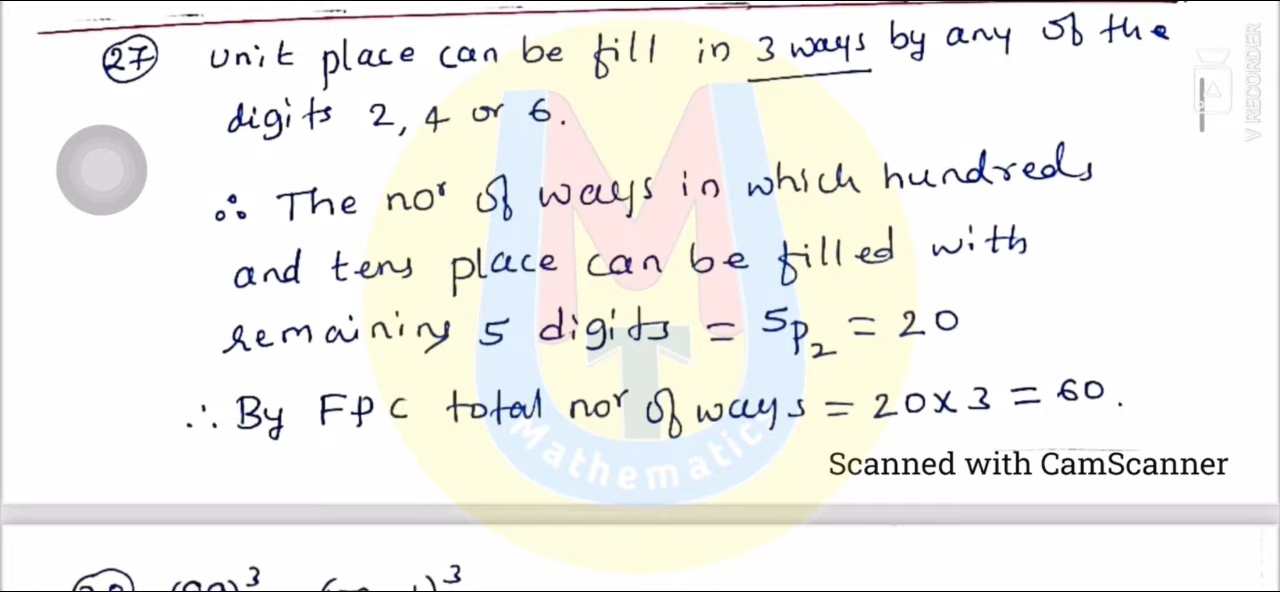 27 unit place can be fill in 3 ways by any of the
digits 2, 4 or 6.
∴ The noʳ of ways in which hundreds
and tens place can be filled with
remaining 5 digits = ⁵P₂ = 20
∴ By FPC total noʳ of ways = 20 x 3 = 60.
Mathematics
Scanned with CamScanner
V RECORDER